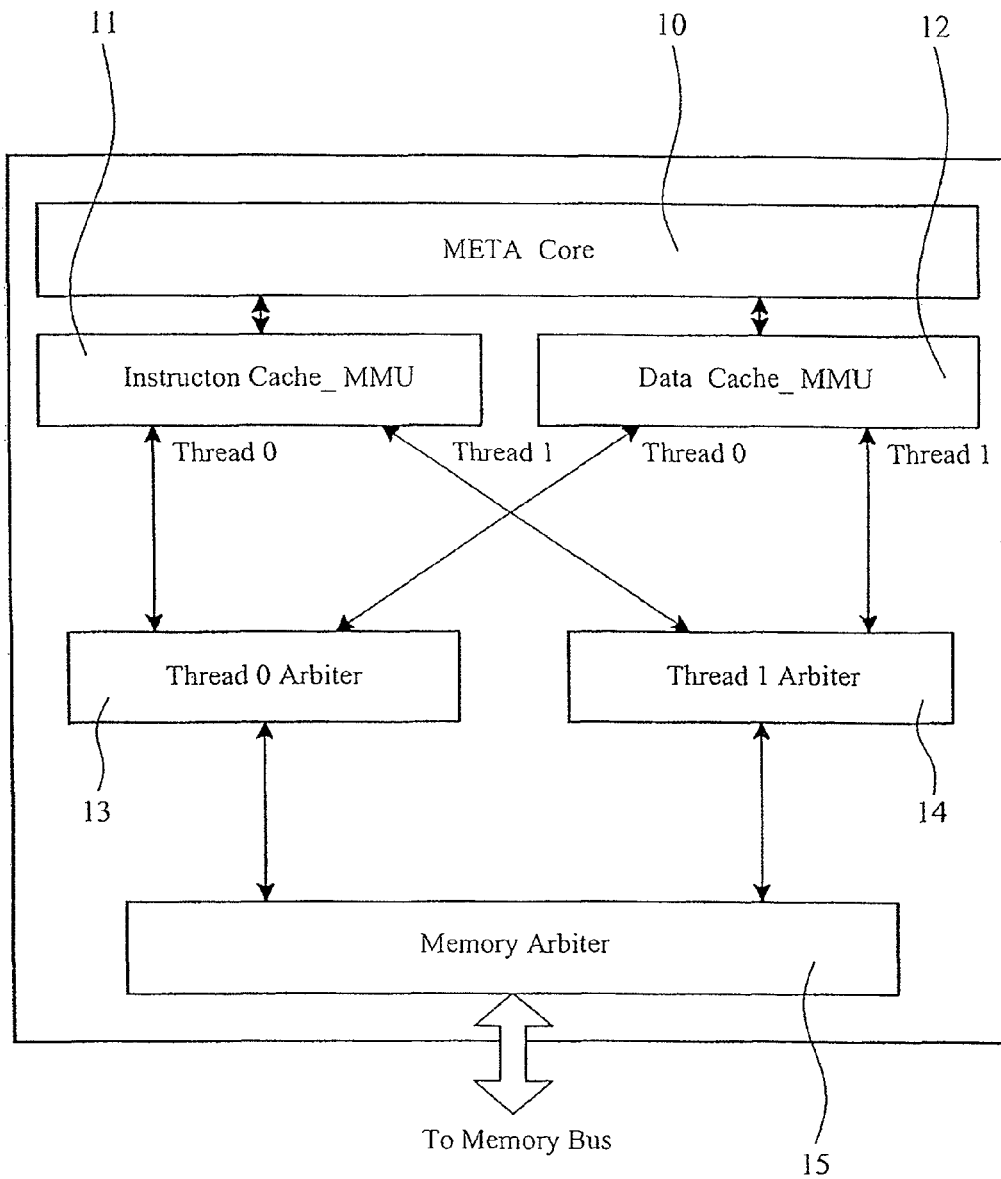 11
10
12
META Core
Instructon Cache_ MMU
Data Cache_ MMU
Thread 0
Thread 1
Thread 0
Thread 1
Thread 0 Arbiter
Thread 1 Arbiter
13
14
Memory Arbiter
To Memory Bus
15